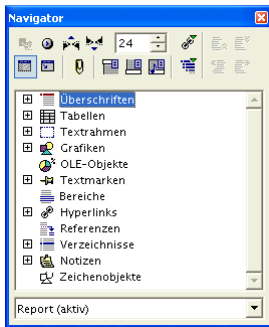 Navigator
24
Überschriften
Tabellen
Textrahmen
Grafiken
OLE-Objekte
Textmarken
Bereiche
Hyperlinks
Referenzen
Verzeichnisse
Notizen
Zeichenobjekte
Report (aktiv)